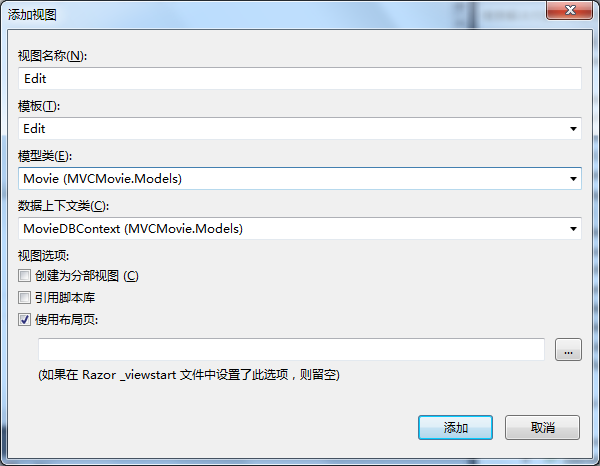 添加视图
视图名称(N):
Edit
模板(T):
Edit
模型类(E):
Movie (MVCMovie.Models)
数据上下文类(C):
MovieDBContext (MVCMovie.Models)
视图选项:
创建为分部视图 (C)
引用脚本库
使用布局页:
...
(如果在 Razor _viewstart 文件中设置了此选项，则留空)
添加 取消